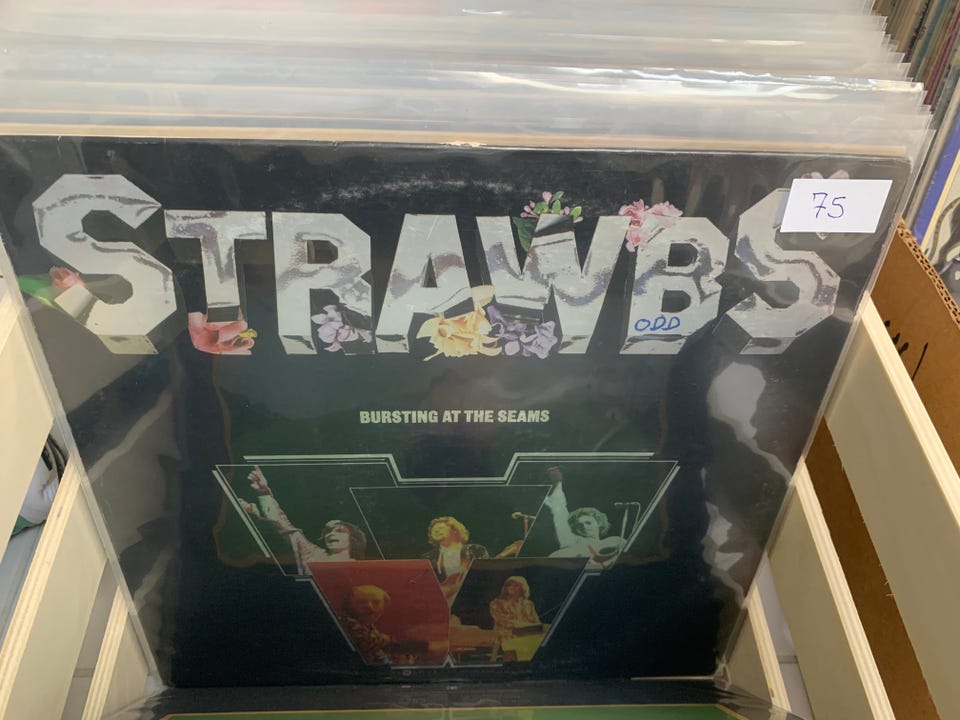 STRAWBS
75
ODD
BURSTING AT THE SEAMS